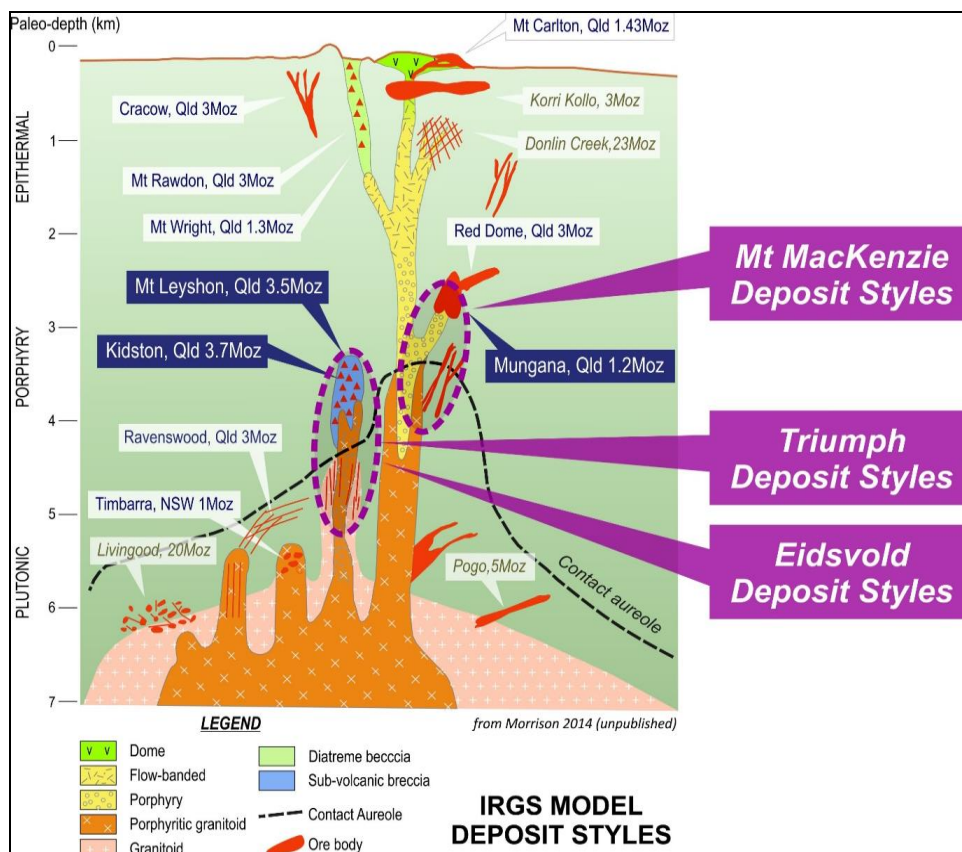 Paleo-depth (km)
0
1
2
3
4
5
6
7
EPITHERMAL
PORPHYRY
PLUTONIC
Mt Carlton, Qld 1.43Moz
Cracow, Qld 3Moz
Korri Kollo, 3Moz
Donlin Creek,23Moz
Mt Rawdon, Qld 3Moz
Mt Wright, Qld 1.3Moz
Red Dome, Qld 3Moz
Mt Leyshon, Qld 3.5Moz
Kidston, Qld 3.7Moz
Mungana, Qld 1.2Moz
Ravenswood, Qld 3Moz
Timbarra, NSW 1Moz
Livingood, 20Moz
Pogo,5Moz
Contact aureole
Mt MacKenzie
Deposit Styles
Triumph
Deposit Styles
Eidsvold
Deposit Styles
LEGEND
from Morrison 2014 (unpublished)
Dome
Flow-banded
Porphyry
Porphyritic granitoid
Granitoid
Diatreme becccia
Sub-volcanic breccia
Contact Aureole
Ore body
IRGS MODEL
DEPOSIT STYLES